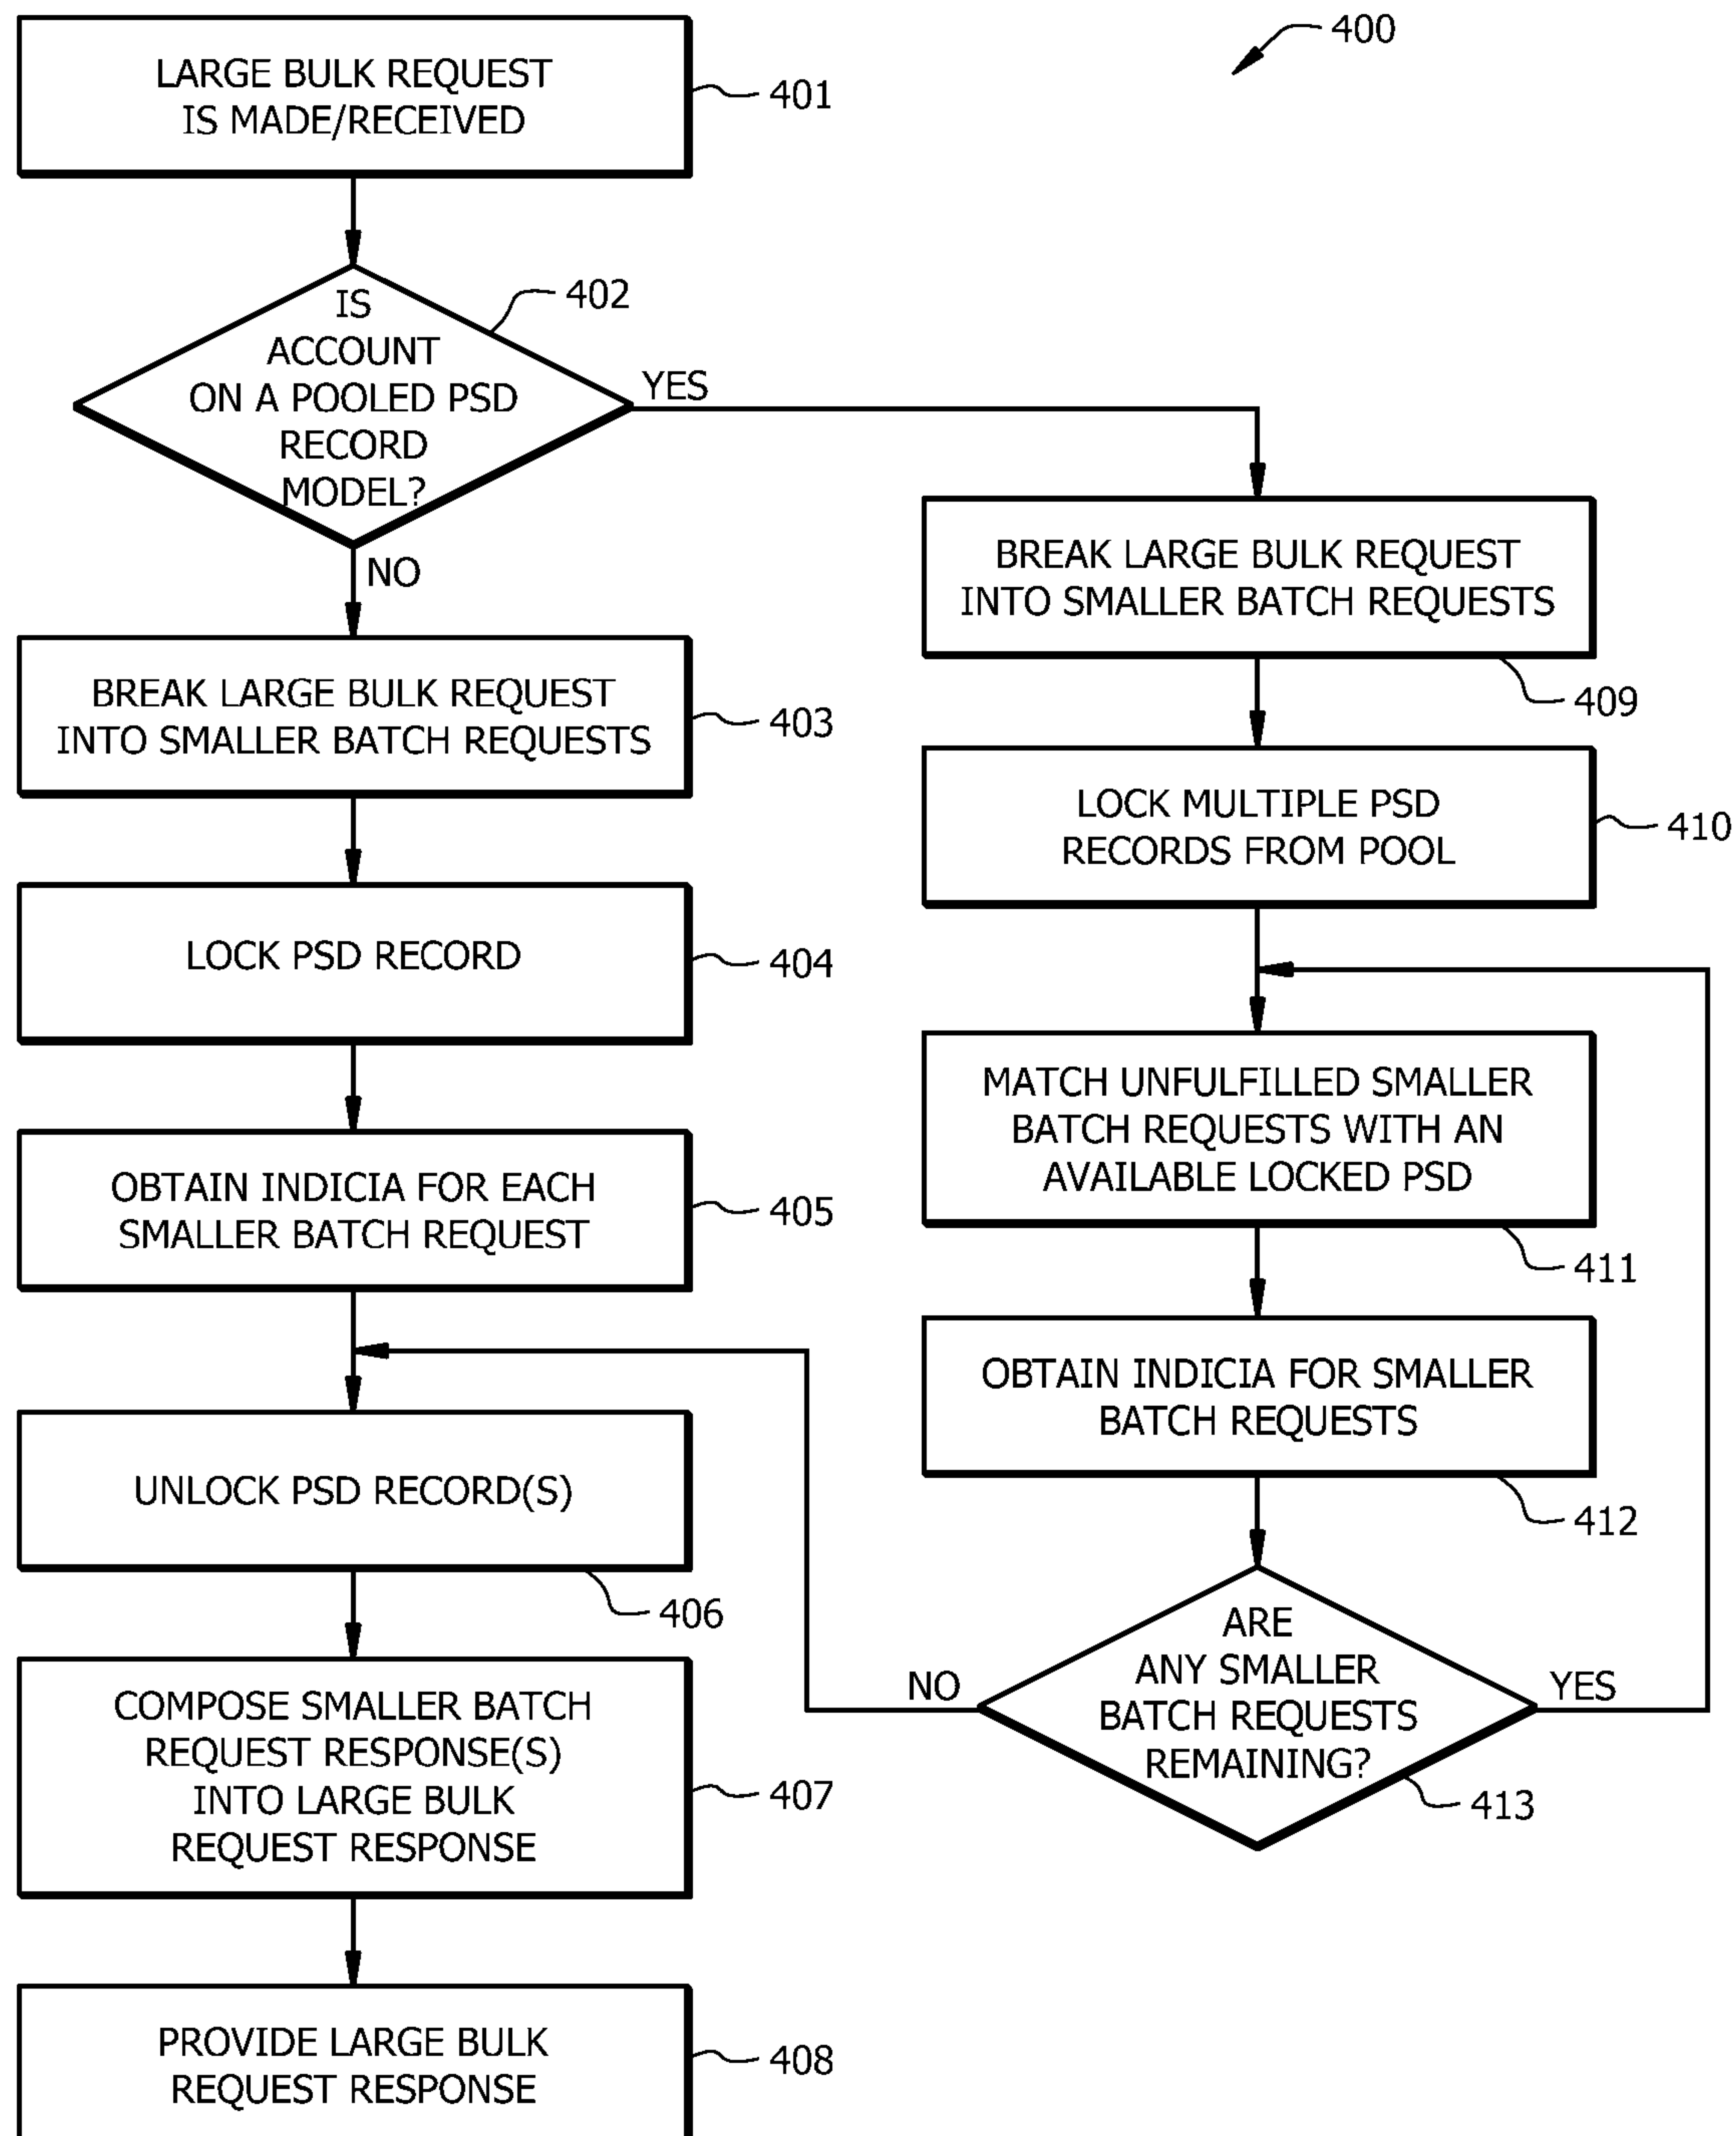 400
LARGE BULK REQUEST
IS MADE/RECEIVED
401
IS
ACCOUNT
ON A POOLED PSD
RECORD
MODEL?
402
YES
NO
BREAK LARGE BULK REQUEST
INTO SMALLER BATCH REQUESTS
403
LOCK PSD RECORD
404
OBTAIN INDICIA FOR EACH
SMALLER BATCH REQUEST
405
UNLOCK PSD RECORD(S)
406
COMPOSE SMALLER BATCH
REQUEST RESPONSE(S)
INTO LARGE BULK
REQUEST RESPONSE
407
PROVIDE LARGE BULK
REQUEST RESPONSE
408
BREAK LARGE BULK REQUEST
INTO SMALLER BATCH REQUESTS
409
LOCK MULTIPLE PSD
RECORDS FROM POOL
410
MATCH UNFULFILLED SMALLER
BATCH REQUESTS WITH AN
AVAILABLE LOCKED PSD
411
OBTAIN INDICIA FOR SMALLER
BATCH REQUESTS
412
ARE
ANY SMALLER
BATCH REQUESTS
REMAINING?
413
NO
YES